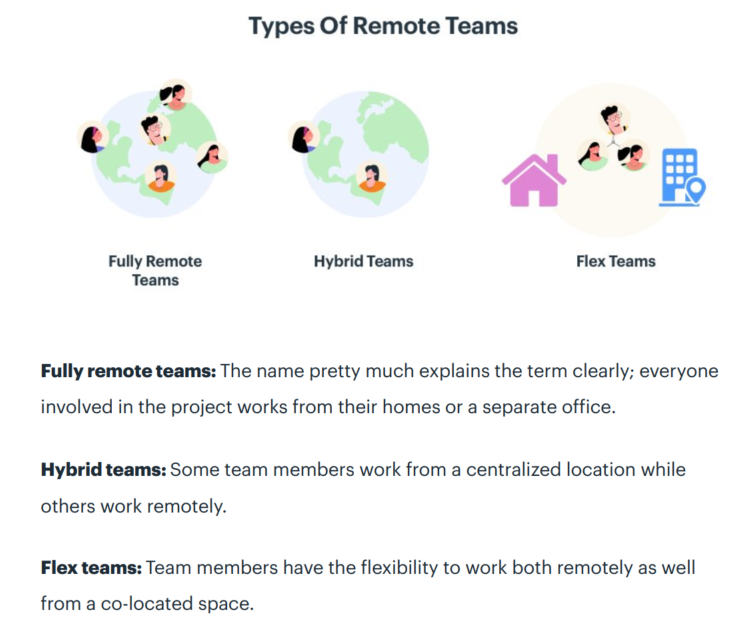 Types Of Remote Teams
Fully Remote
Teams
Hybrid Teams
Flex Teams
Fully remote teams: The name pretty much explains the term clearly; everyone
involved in the project works from their homes or a separate office.
Hybrid teams: Some team members work from a centralized location while
others work remotely.
Flex teams: Team members have the flexibility to work both remotely as well
from a co-located space.